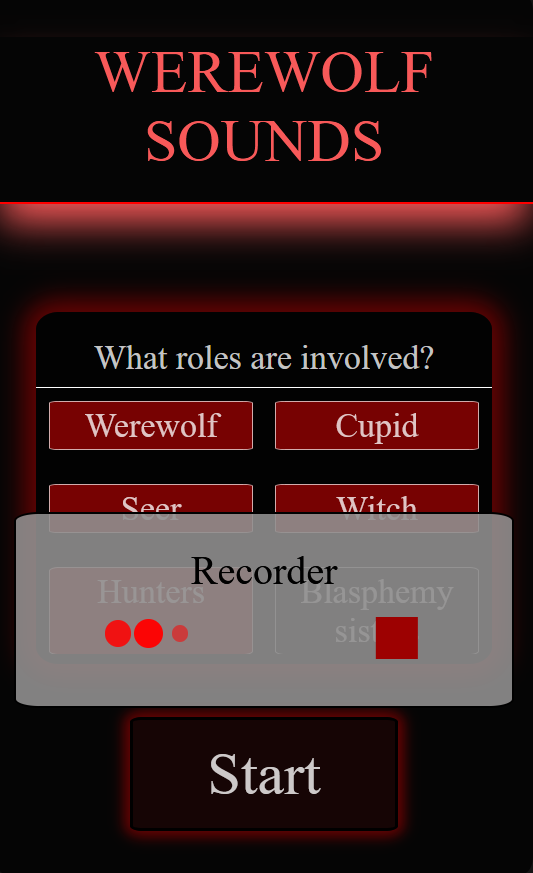 WEREWOLF
SOUNDS
What roles are involved?
Werewolf
Cupid
Seer
Witch
Recorder
Hunters
Blasphemy
Start